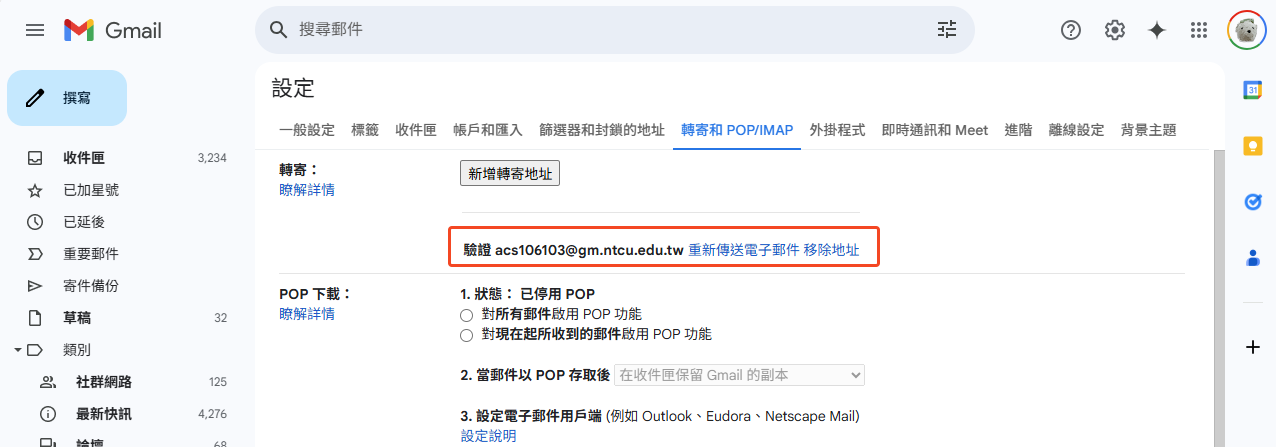 Gmail
搜尋郵件
撰寫
收件匣 3,234
已加星號
已延後
重要郵件
寄件備份
草稿 32
類別
社群網路 125
最新快訊 4,276
論壇 68
設定
一般設定 標籤 收件匣 帳戶和匯入 篩選器和封鎖的地址 轉寄和 POP/IMAP 外掛程式 即時通訊和 Meet 進階 離線設定 背景主題
轉寄：
瞭解詳情
新增轉寄地址
驗證 acs106103@gm.ntcu.edu.tw 重新傳送電子郵件 移除地址
POP 下載：
瞭解詳情
1. 狀態： 已停用 POP
對所有郵件啟用 POP 功能
對現在起所收到的郵件啟用 POP 功能
2. 當郵件以 POP 存取後 在收件匣保留 Gmail 的副本
3. 設定電子郵件用戶端 (例如 Outlook、Eudora、Netscape Mail)
設定說明
31